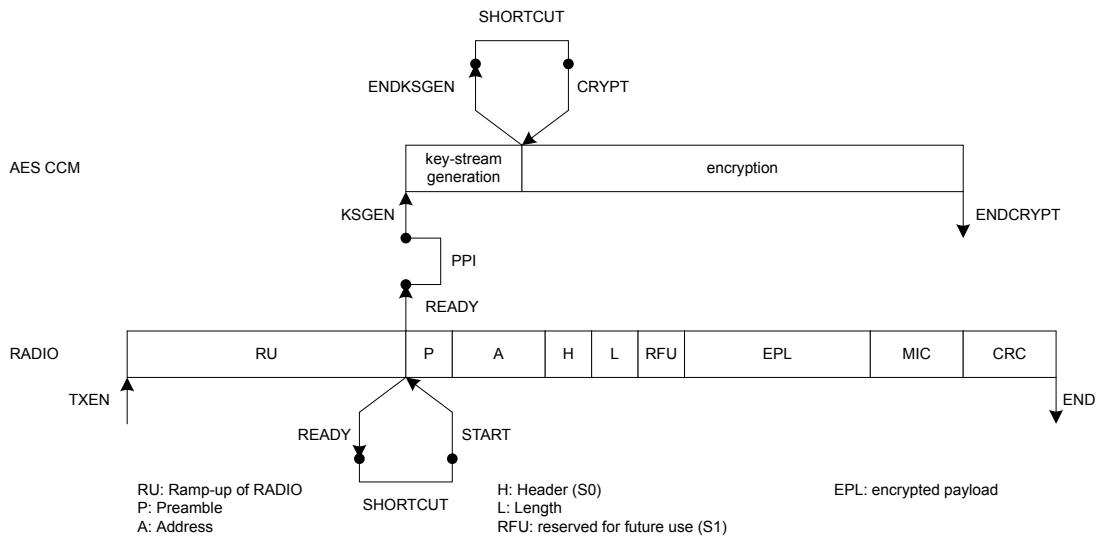 SHORTCUT
ENDKSGEN
CRYPT
AES CCM
key-stream
generation
encryption
KSGEN
ENDCRYPT
PPI
READY
RADIO
RU
P
A
H
L
RFU
EPL
MIC
CRC
TXEN
END
READY
START
SHORTCUT
RU: Ramp-up of RADIO
P: Preamble
A: Address
H: Header (S0)
L: Length
RFU: reserved for future use (S1)
EPL: encrypted payload